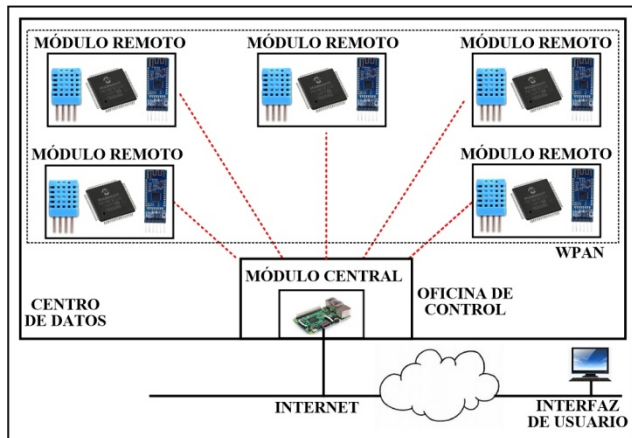 MÓDULO REMOTO
MÓDULO REMOTO
MÓDULO REMOTO
MÓDULO REMOTO
MÓDULO REMOTO
WPAN
MÓDULO CENTRAL
CENTRO
DE DATOS
OFICINA DE
CONTROL
INTERNET
INTERFAZ
DE USUARIO